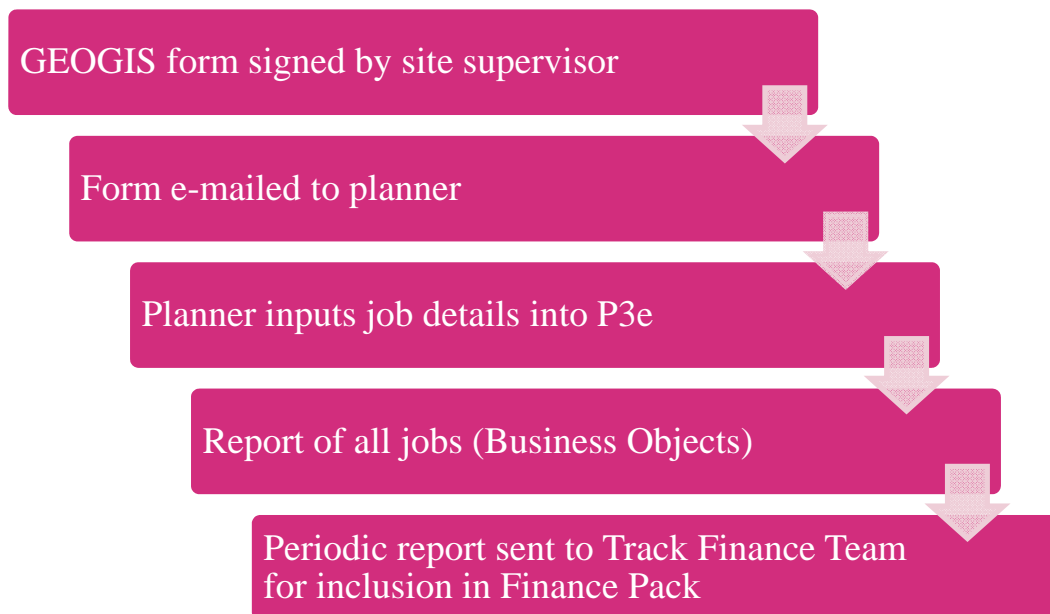 GEOGIS form signed by site supervisor
Form e-mailed to planner
Planner inputs job details into P3e
Report of all jobs (Business Objects)
Periodic report sent to Track Finance Team
for inclusion in Finance Pack